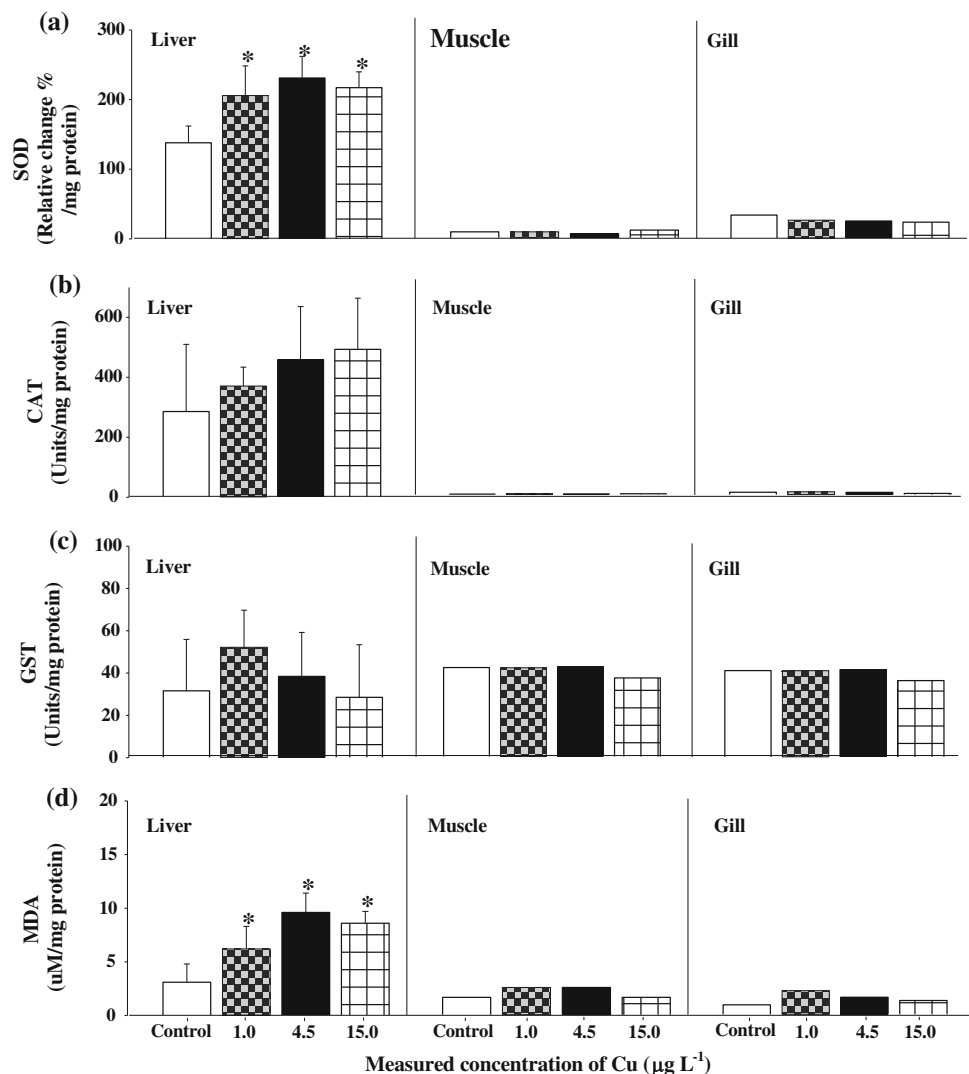 (a)
Liver
Muscle
Gill
* * *
300
200
100
0
SOD
(Relative change %
/mg protein)
(b)
Liver
Muscle
Gill
600
400
200
0
CAT
(Units/mg protein)
(c)
Liver
Muscle
Gill
100
80
60
40
20
0
GST
(Units/mg protein)
(d)
Liver
Muscle
Gill
* * *
20
15
10
5
0
MDA
(uM/mg protein)
Control 1.0 4.5 15.0 Control 1.0 4.5 15.0 Control 1.0 4.5 15.0
Measured concentration of Cu (µg L⁻¹)